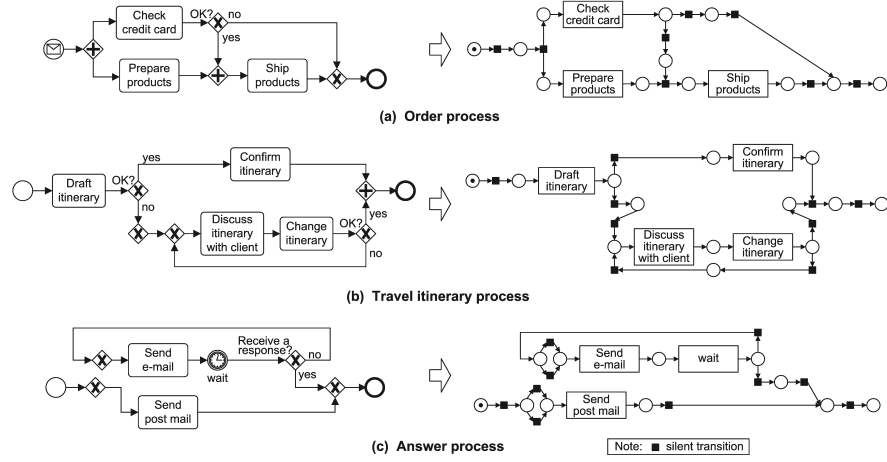 OK?
no
yes
Check
credit card
Prepare
products
Ship
products
Check
credit card
Prepare
products
Ship
products
(a) Order process
Draft
itinerary
OK?
yes
no
Confirm
itinerary
Discuss
itinerary
with client
Change
itinerary
OK?
yes
no
Draft
itinerary
Confirm
itinerary
Discuss
itinerary
with client
Change
itinerary
(b) Travel itinerary process
Send
e-mail
wait
Receive a
response?
no
yes
Send
post mail
Send
e-mail
wait
Send
post mail
(c) Answer process
Note: silent transition